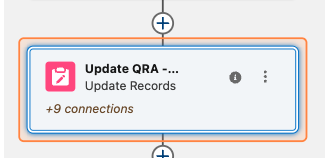 Update QRA -...
Update Records
+9 connections